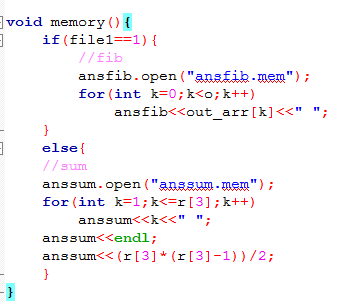 void memory(){
if(file1==1){
//fib
ansfib.open("ansfib.mem");
for(int k=0;k<o;k++)
ansfib<<out_arr[k]<<" ";
}
else{
//sum
anssum.open("anssum.mem");
for(int k=1;k<=r[3];k++)
anssum<<k<<" ";
anssum<<endl;
anssum<<(r[3]*(r[3]-1))/2;
}
}